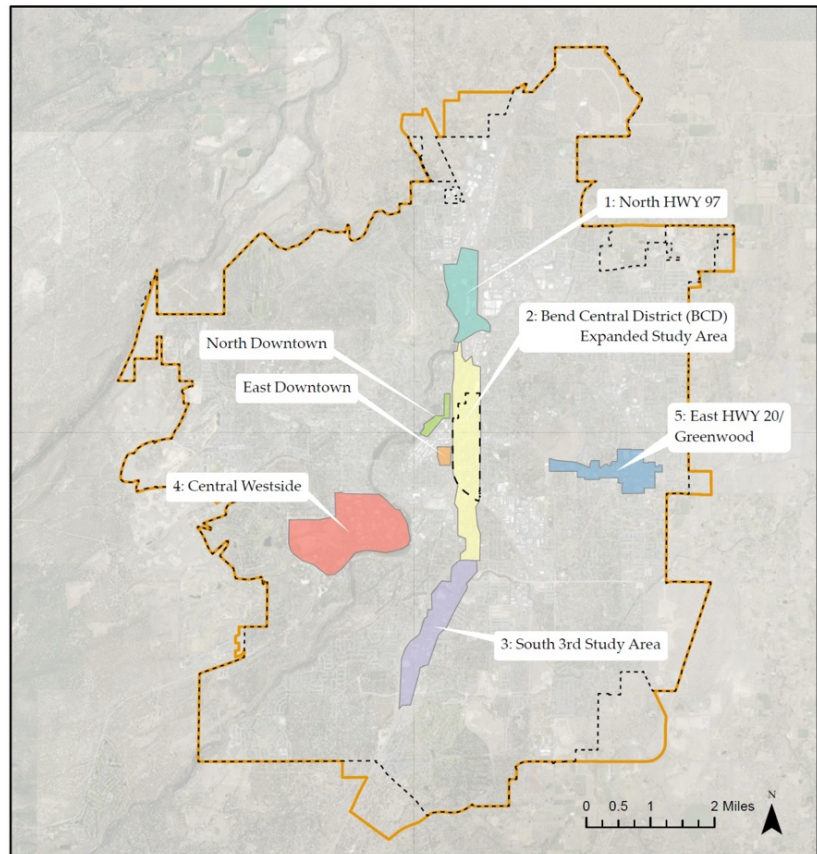 1: North HWY 97
2: Bend Central District (BCD)
Expanded Study Area
North Downtown
East Downtown
5: East HWY 20/
Greenwood
4: Central Westside
3: South 3rd Study Area
N
0 0.5 1 2 Miles